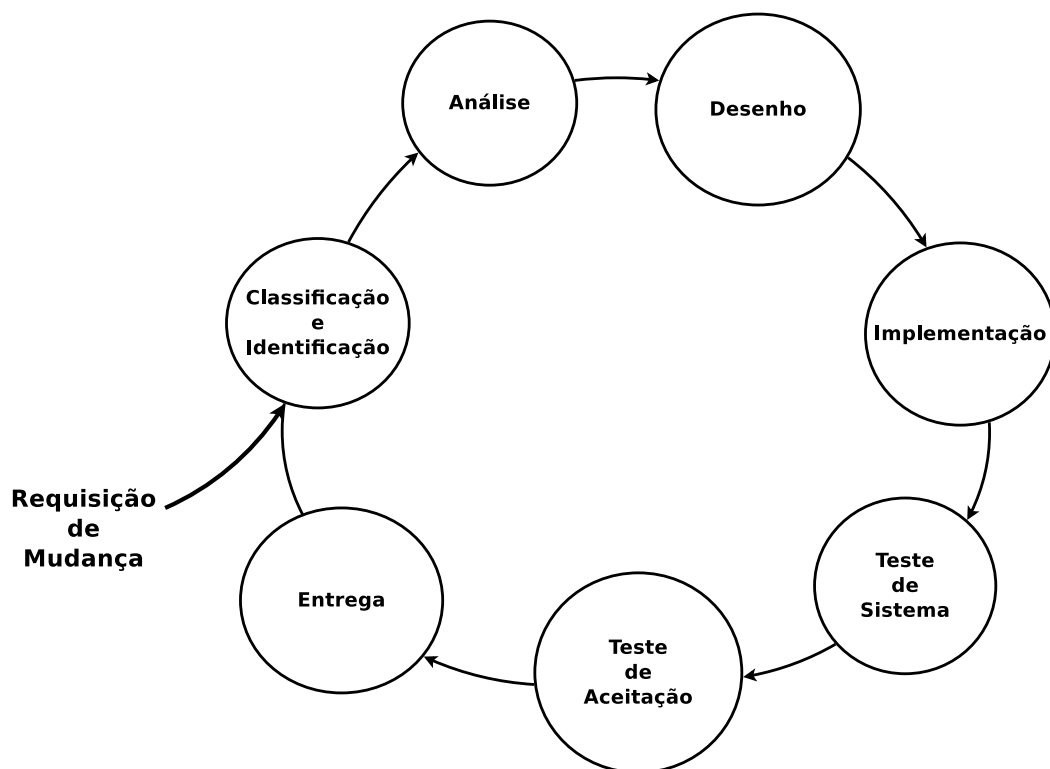 Análise
Desenho
Classificação
e
Identificação
Implementação
Requisição
de
Mudança
Teste
de
Sistema
Entrega
Teste
de
Aceitação